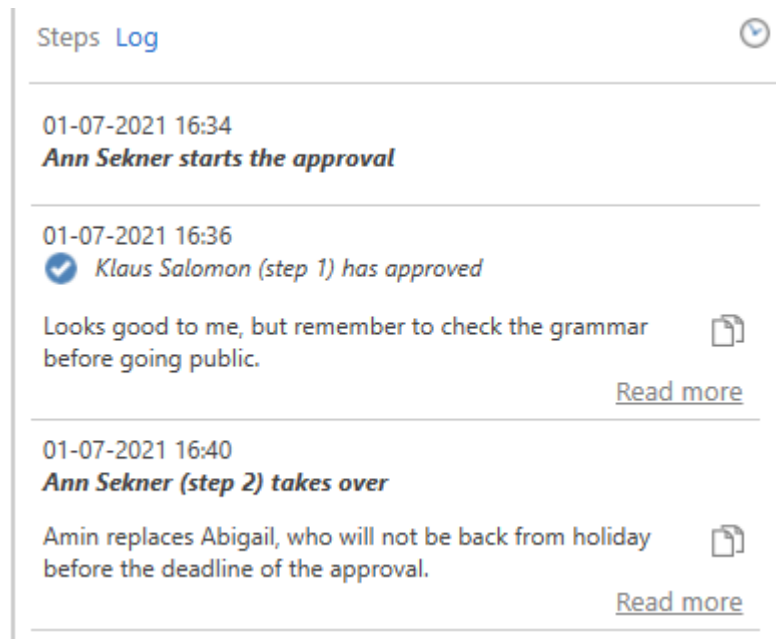 Steps Log
01-07-2021 16:34
Ann Sekner starts the approval
01-07-2021 16:36
Klaus Salomon (step 1) has approved
Looks good to me, but remember to check the grammar
before going public.
Read more
01-07-2021 16:40
Ann Sekner (step 2) takes over
Amin replaces Abigail, who will not be back from holiday
before the deadline of the approval.
Read more